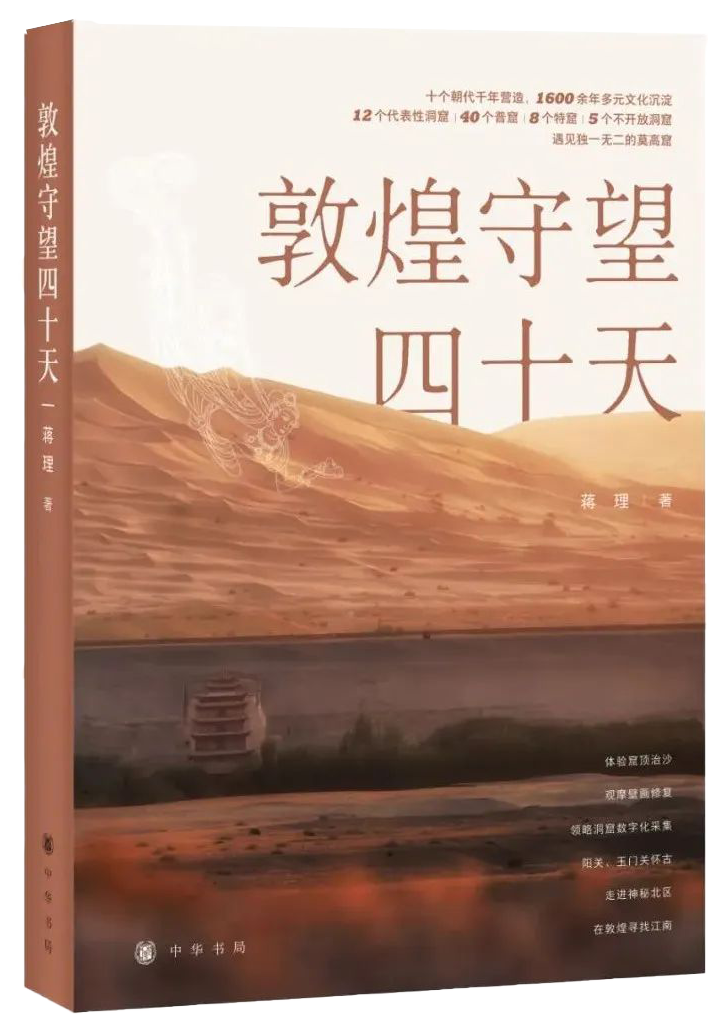 十个朝代千年营造，1600余年多元文化沉淀
12个代表性洞窟|40个普窟|8个特窟|5个不开放洞窟
遇见独一无二的莫高窟
敦煌守望
四十天
蒋理|著
体验窟顶治沙
观摩壁画修复
领略洞窟数字化采集
阳关、玉门关怀古
走进神秘北区
在敦煌寻找江南
中华书局
敦煌守望四十天|蒋理 著
中华书局